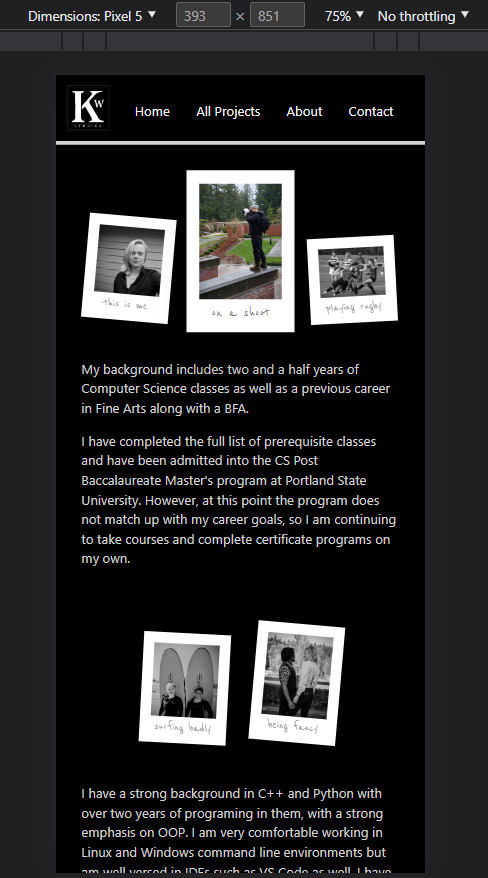 Dimensions: Pixel 5 ▼ 393 × 851 75% ▼ No throttling ▼
KW
STUDIOS
Home All Projects About Contact
this is me
on a shoot
playing rugby
My background includes two and a half years of
Computer Science classes as well as a previous career
in Fine Arts along with a BFA.
I have completed the full list of prerequisite classes
and have been admitted into the CS Post
Baccalaureate Master's program at Portland State
University. However, at this point the program does
not match up with my career goals, so I am continuing
to take courses and complete certificate programs on
my own.
surfing badly
being fancy
I have a strong background in C++ and Python with
over two years of programing in them, with a strong
emphasis on OOP. I am very comfortable working in
Linux and Windows command line environments but
am well versed in IDEs such as VS Code as well. I have